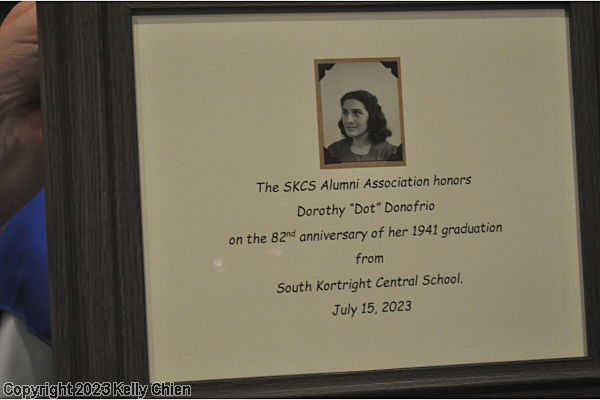 The SKCS Alumni Association honors
Dorothy “Dot” Donofrio
on the 82nd anniversary of her 1941 graduation
from
South Kortright Central School.
July 15, 2023
Copyright 2023 Kelly Chien